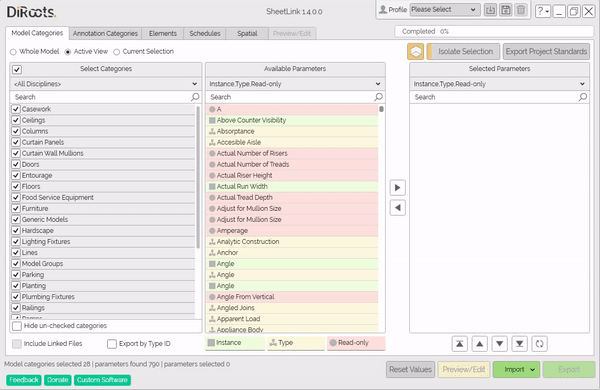 DiRoots.
SheetLink 1.4.0.0
Profile Please Select
?
Model Categories Annotation Categories Elements Schedules Spatial Preview/Edit
Completed 0%
Whole Model Active View Current Selection
Isolate Selection Export Project Standards
Select Categories
<All Disciplines>
Search
Casework
Ceilings
Columns
Curtain Panels
Curtain Wall Mullions
Doors
Entourage
Floors
Food Service Equipment
Furniture
Generic Models
Hardscape
Lighting Fixtures
Lines
Model Groups
Parking
Planting
Plumbing Fixtures
Railings
Hide un-checked categories
Include Linked Files Export by Type ID
Available Parameters
Instance,Type,Read-only
Search
A
Above Counter Visibility
Absorptance
Accesible Aisle
Actual Number of Risers
Actual Number of Treads
Actual Riser Height
Actual Run Width
Actual Tread Depth
Adjust for Mullion Size
Adjust for Mullion Size
Amperage
Analytic Construction
Anchor
Angle
Angle
Angle
Angle From Vertical
Angled Joins
Apparent Load
Appliance Body
Instance Type Read-only
Selected Parameters
Instance,Type,Read-only
Search
Model categories selected 28 | parameters found 790 | parameters selected 0
Reset Values Preview/Edit Import Export
Feedback Donate Custom Software